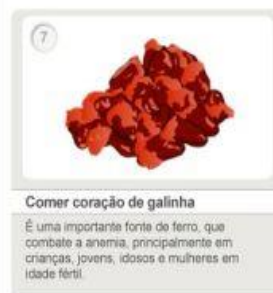 7
Comer coração de galinha
É uma importante fonte de ferro, que
combate a anemia, principalmente em
crianças, jovens, idosos e mulheres em
idade fértil.